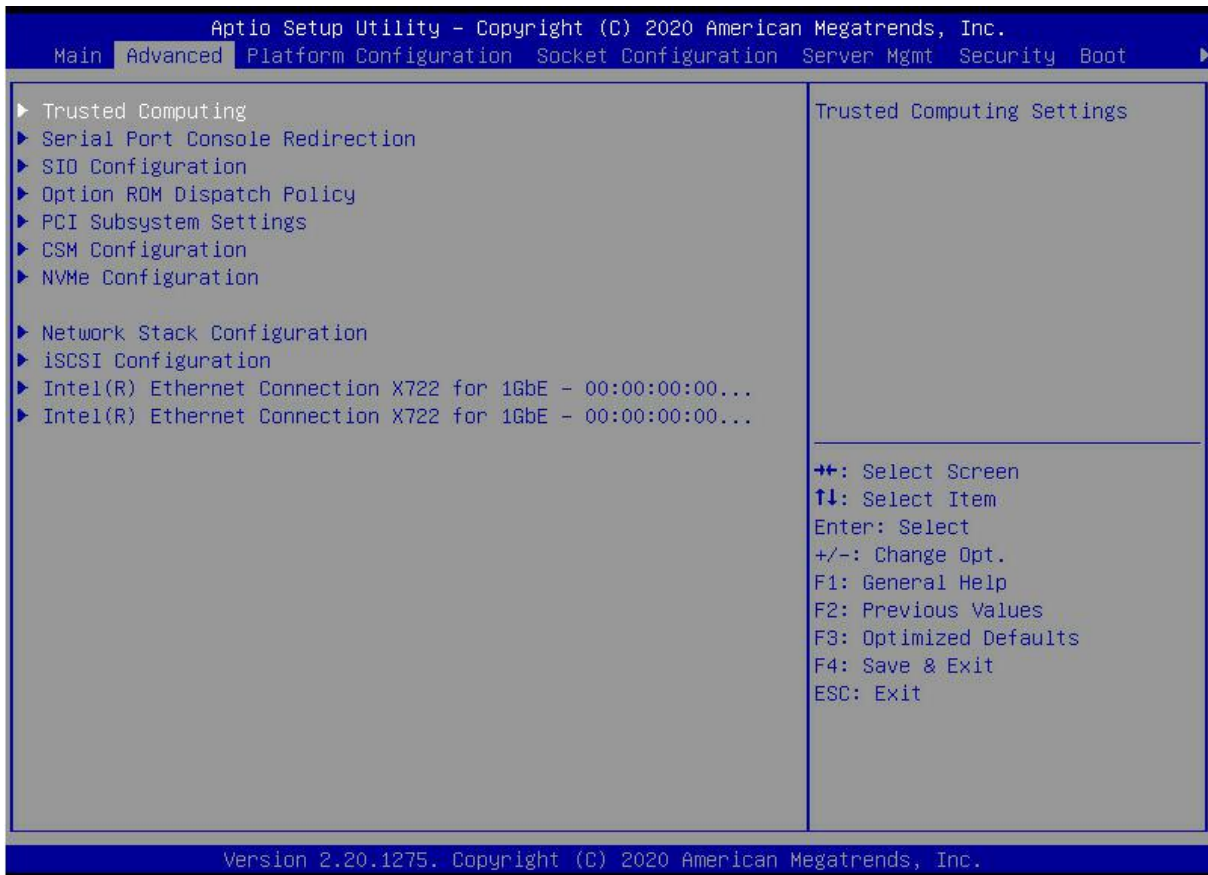 Aptio Setup Utility – Copyright (C) 2020 American Megatrends, Inc.
Main Advanced Platform Configuration Socket Configuration Server Mgmt Security Boot
Trusted Computing
Serial Port Console Redirection
SIO Configuration
Option ROM Dispatch Policy
PCI Subsystem Settings
CSM Configuration
NVMe Configuration
Network Stack Configuration
iSCSI Configuration
Intel(R) Ethernet Connection X722 for 1GbE – 00:00:00:00...
Intel(R) Ethernet Connection X722 for 1GbE – 00:00:00:00...
Trusted Computing Settings
→←: Select Screen
↑↓: Select Item
Enter: Select
+/-: Change Opt.
F1: General Help
F2: Previous Values
F3: Optimized Defaults
F4: Save & Exit
ESC: Exit
Version 2.20.1275. Copyright (C) 2020 American Megatrends, Inc.